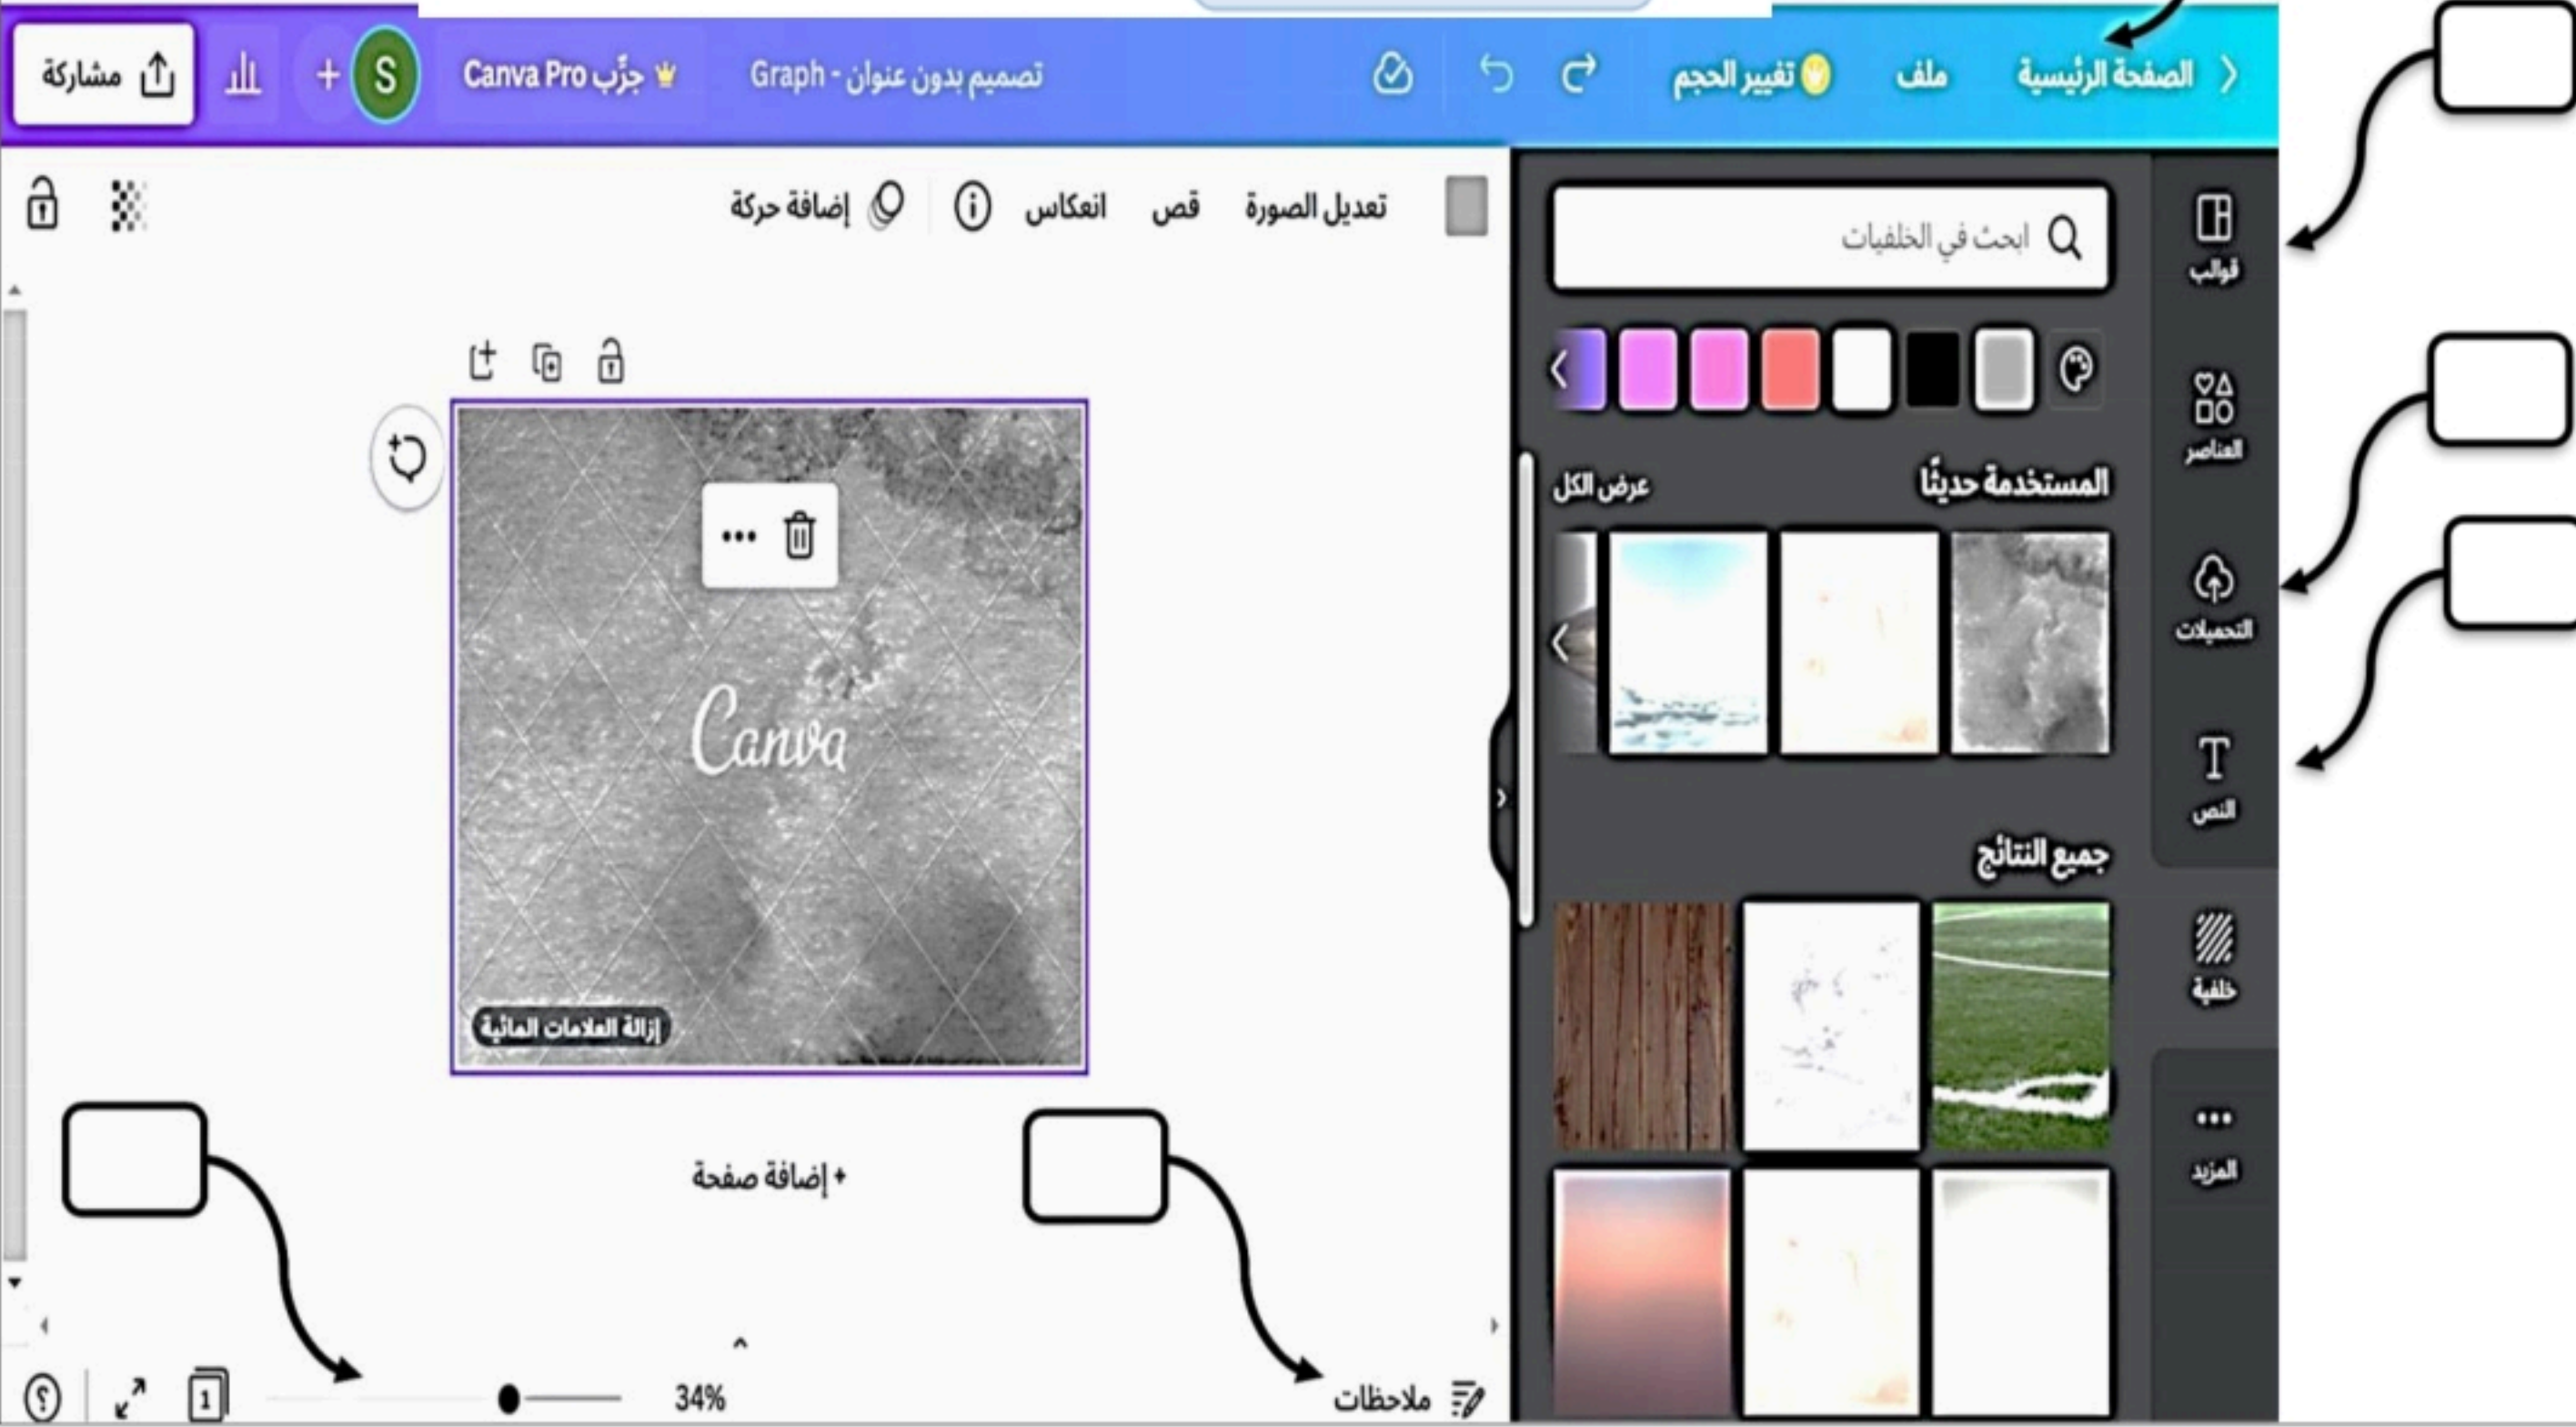 الصفحة الرئيسية
ملف
تغيير الحجم
تصميم بدون عنوان - Graph
جرِّب Canva Pro
S
مشاركة
ابحث في الخلفيات
تعديل الصورة
قص
انعكاس
إضافة حركة
قوالب
العناصر
التحميلات
النص
خلفية
المزيد
المستخدمة حديثًا
عرض الكل
جميع النتائج
Canva
إزالة العلامات المائية
+ إضافة صفحة
ملاحظات
34%
1